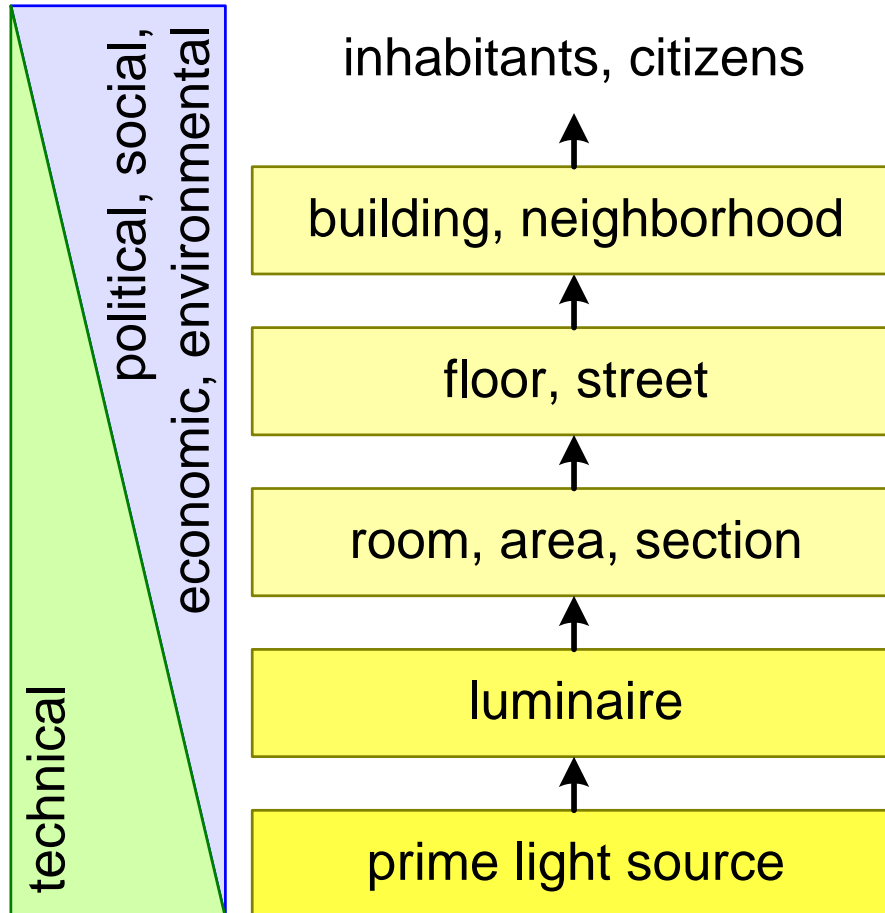 political, social,
economic, environmental
technical
inhabitants, citizens
building, neighborhood
floor, street
room, area, section
luminaire
prime light source